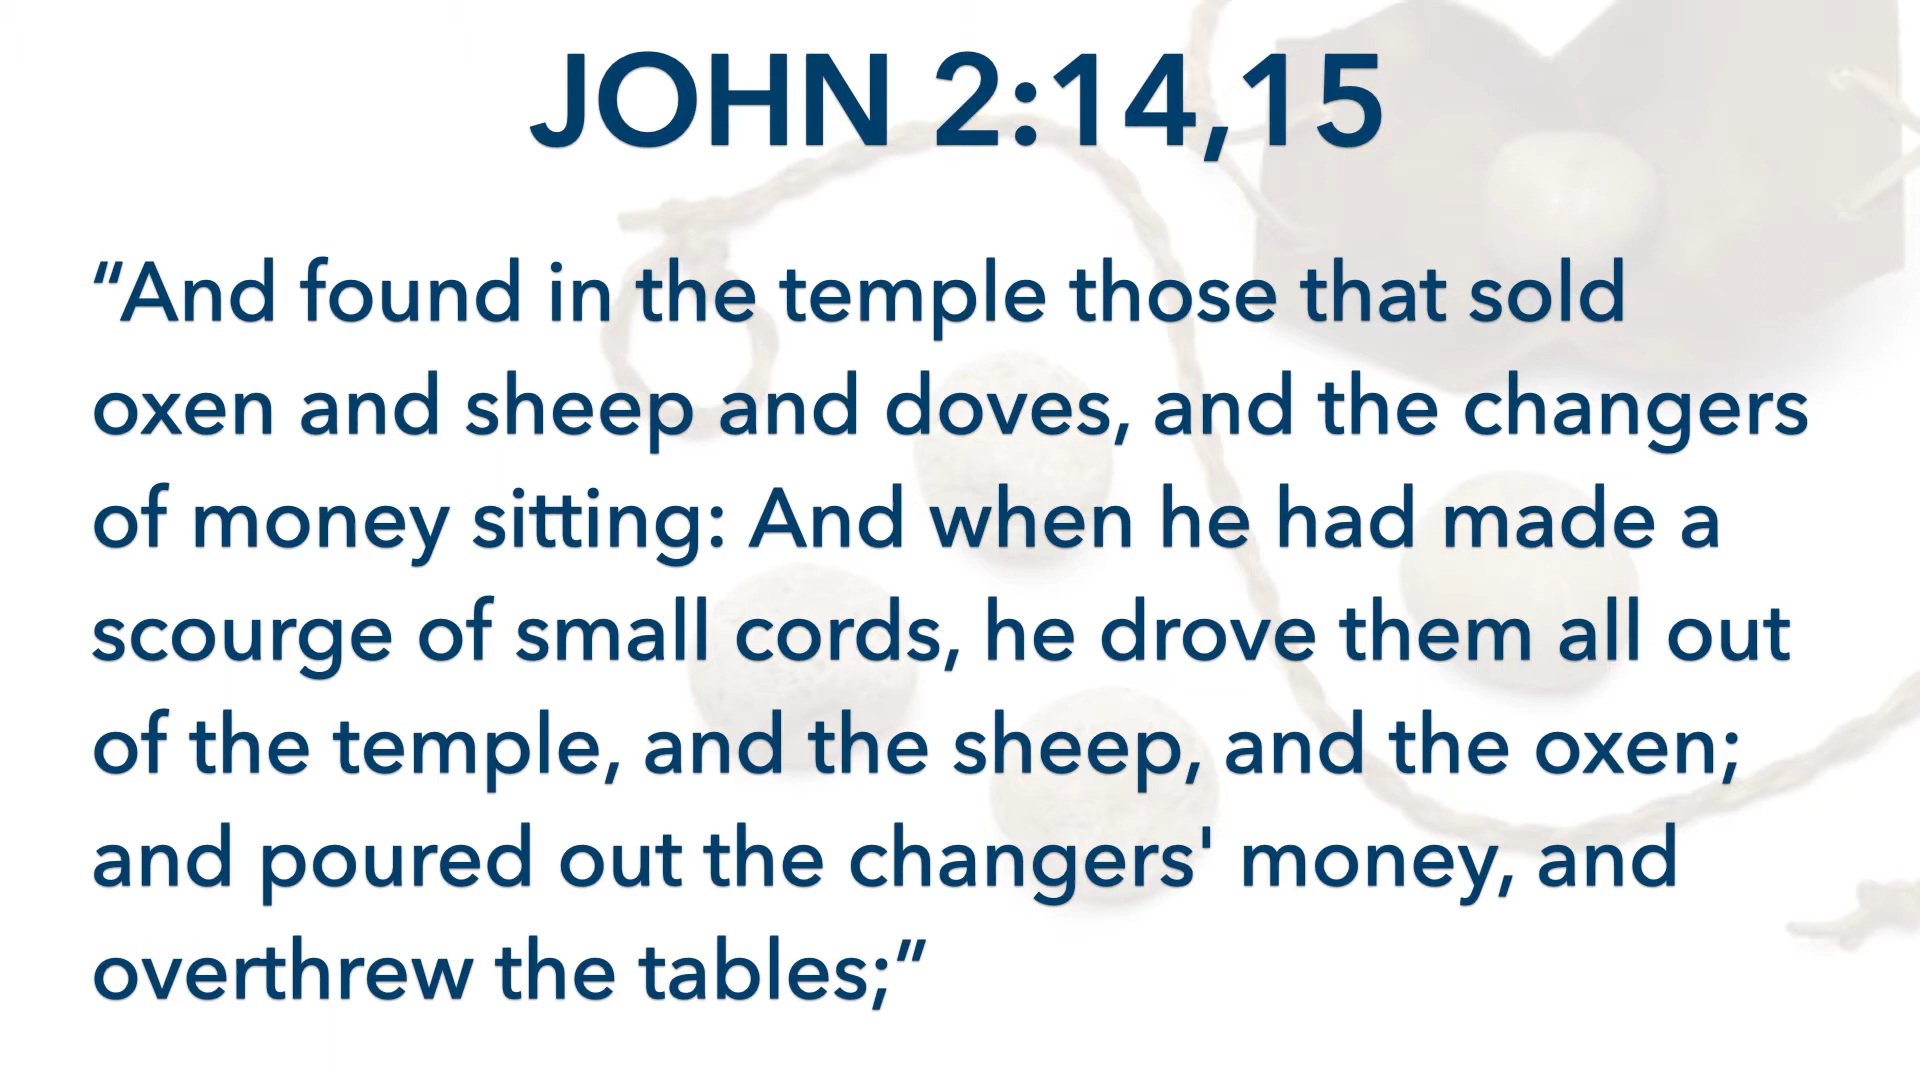 JOHN 2:14,15
“And found in the temple those that sold
oxen and sheep and doves, and the changers
of money sitting: And when he had made a
scourge of small cords, he drove them all out
of the temple, and the sheep, and the oxen;
and poured out the changers' money, and
overthrew the tables;”